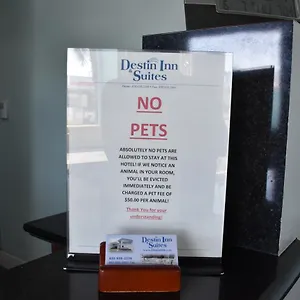 Destin Inn
& Suites
NO
PETS
ABSOLUTELY NO PETS ARE
ALLOWED TO STAY AT THIS
HOTEL! IF WE NOTICE AN
ANIMAL IN YOUR ROOM,
YOU'LL BE EVICTED
IMMEDIATELY AND BE
CHARGED A PET FEE OF
$50.00 PER ANIMAL!
Thank You for your
understanding!
Destin Inn
& Suites